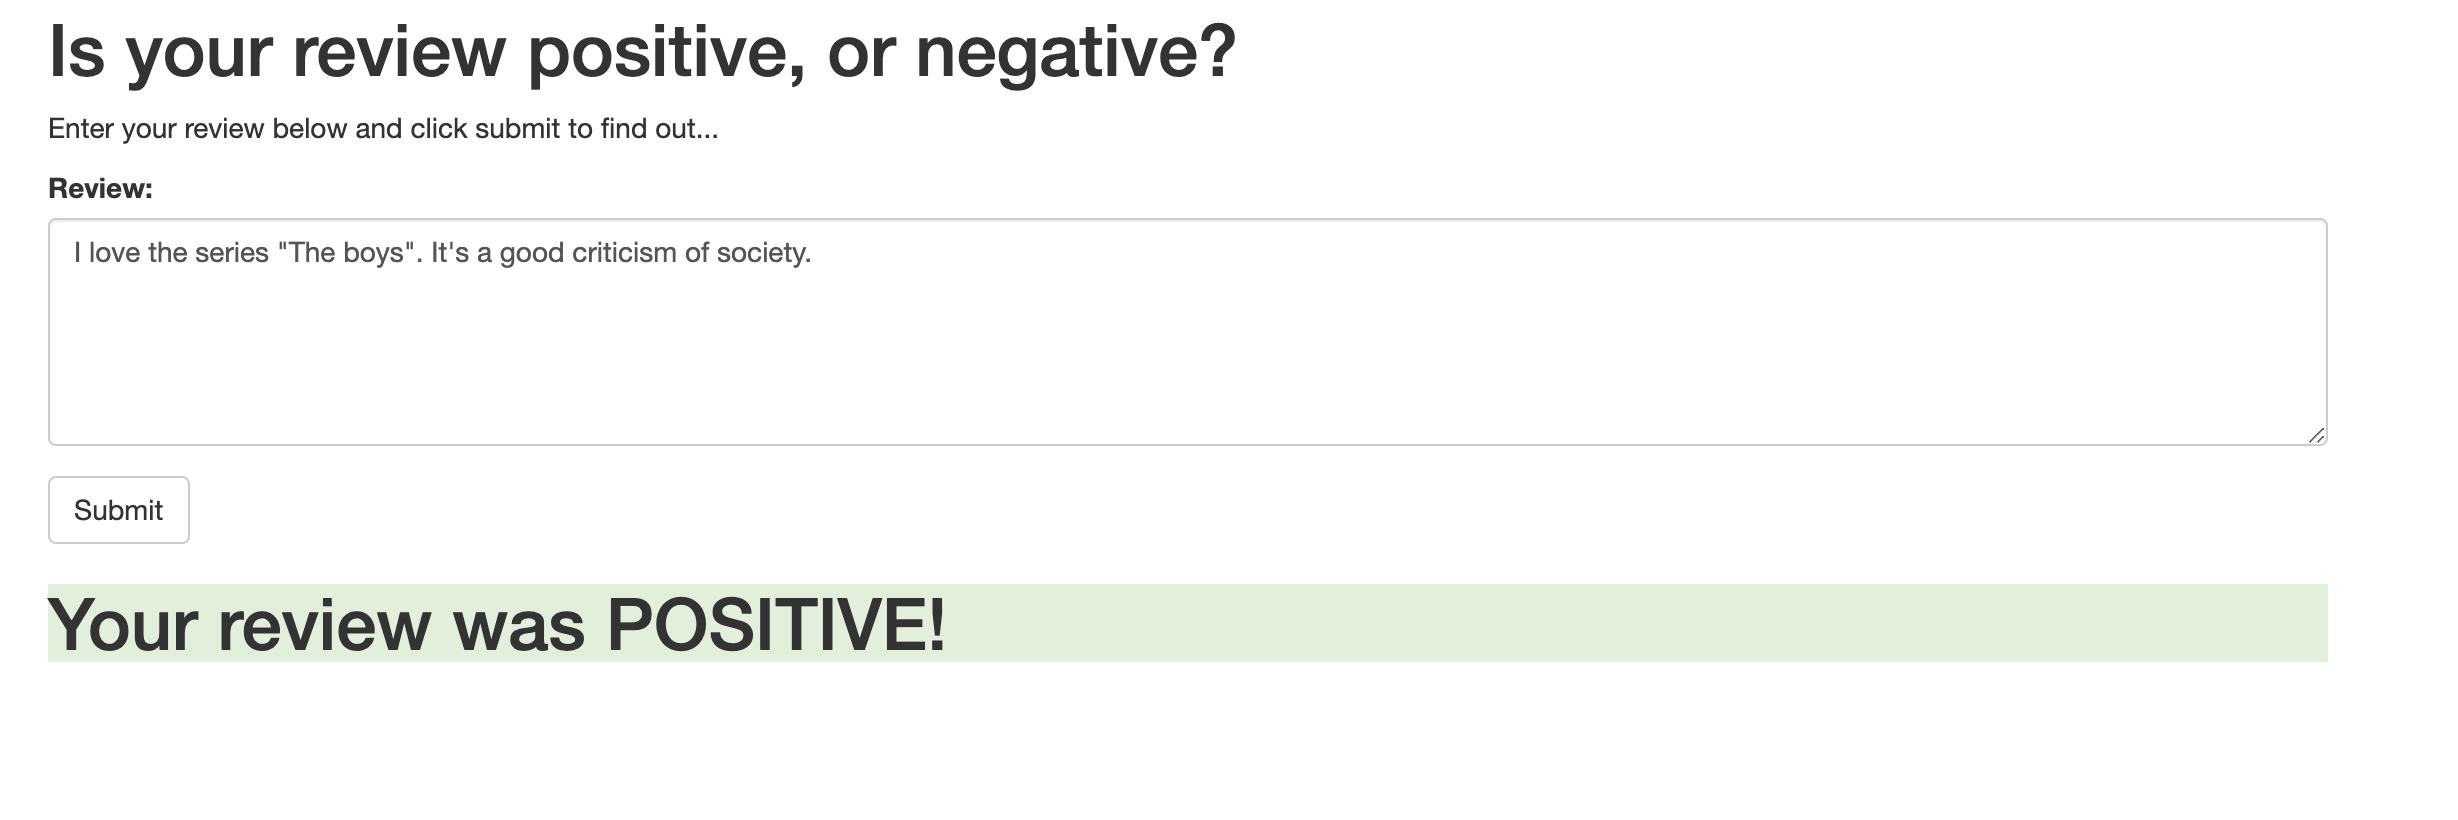 Is your review positive, or negative?
Enter your review below and click submit to find out...
Review:
I love the series "The boys". It's a good criticism of society.
Submit
Your review was POSITIVE!